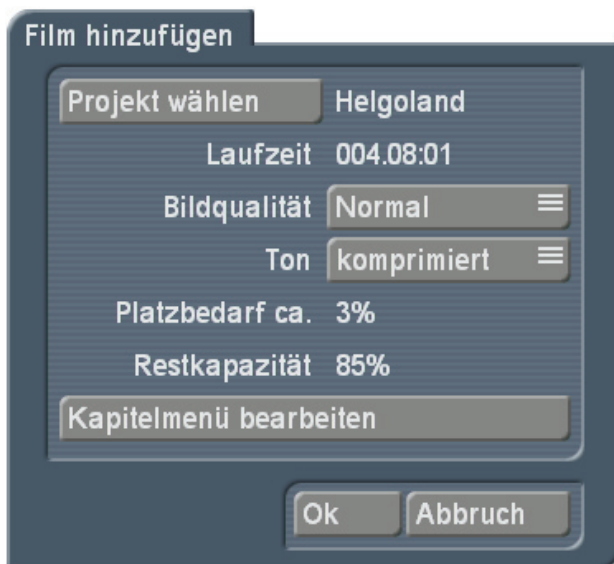 Film hinzufügen
Projekt wählen Helgoland
Laufzeit 004.08:01
Bildqualität Normal
Ton komprimiert
Platzbedarf ca. 3%
Restkapazität 85%
Kapitelmenü bearbeiten
Ok Abbruch